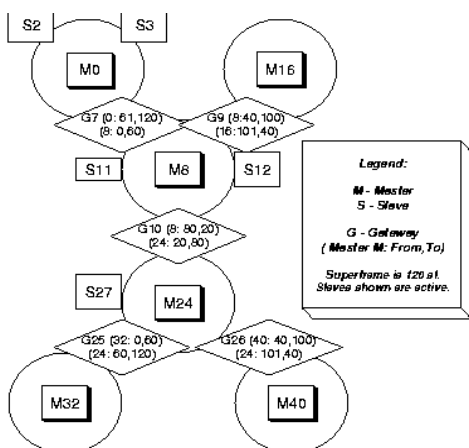 S2
S3
M0
M16
G7 (0: 61,120)
(8: 0,60)
G9 (8:40,100)
(16:101,40)
S11
M8
S12
G10 (8: 80,20)
(24: 20,80)
S27
M24
G25 (32: 0,60)
(24: 60,120)
G26 (40: 40,100)
(24: 101,40)
M32
M40
Legend:
M - Master
S - Slave
G - Gateway
( Master M: From,To)
Superframe is 120 sl.
Slaves shown are active.